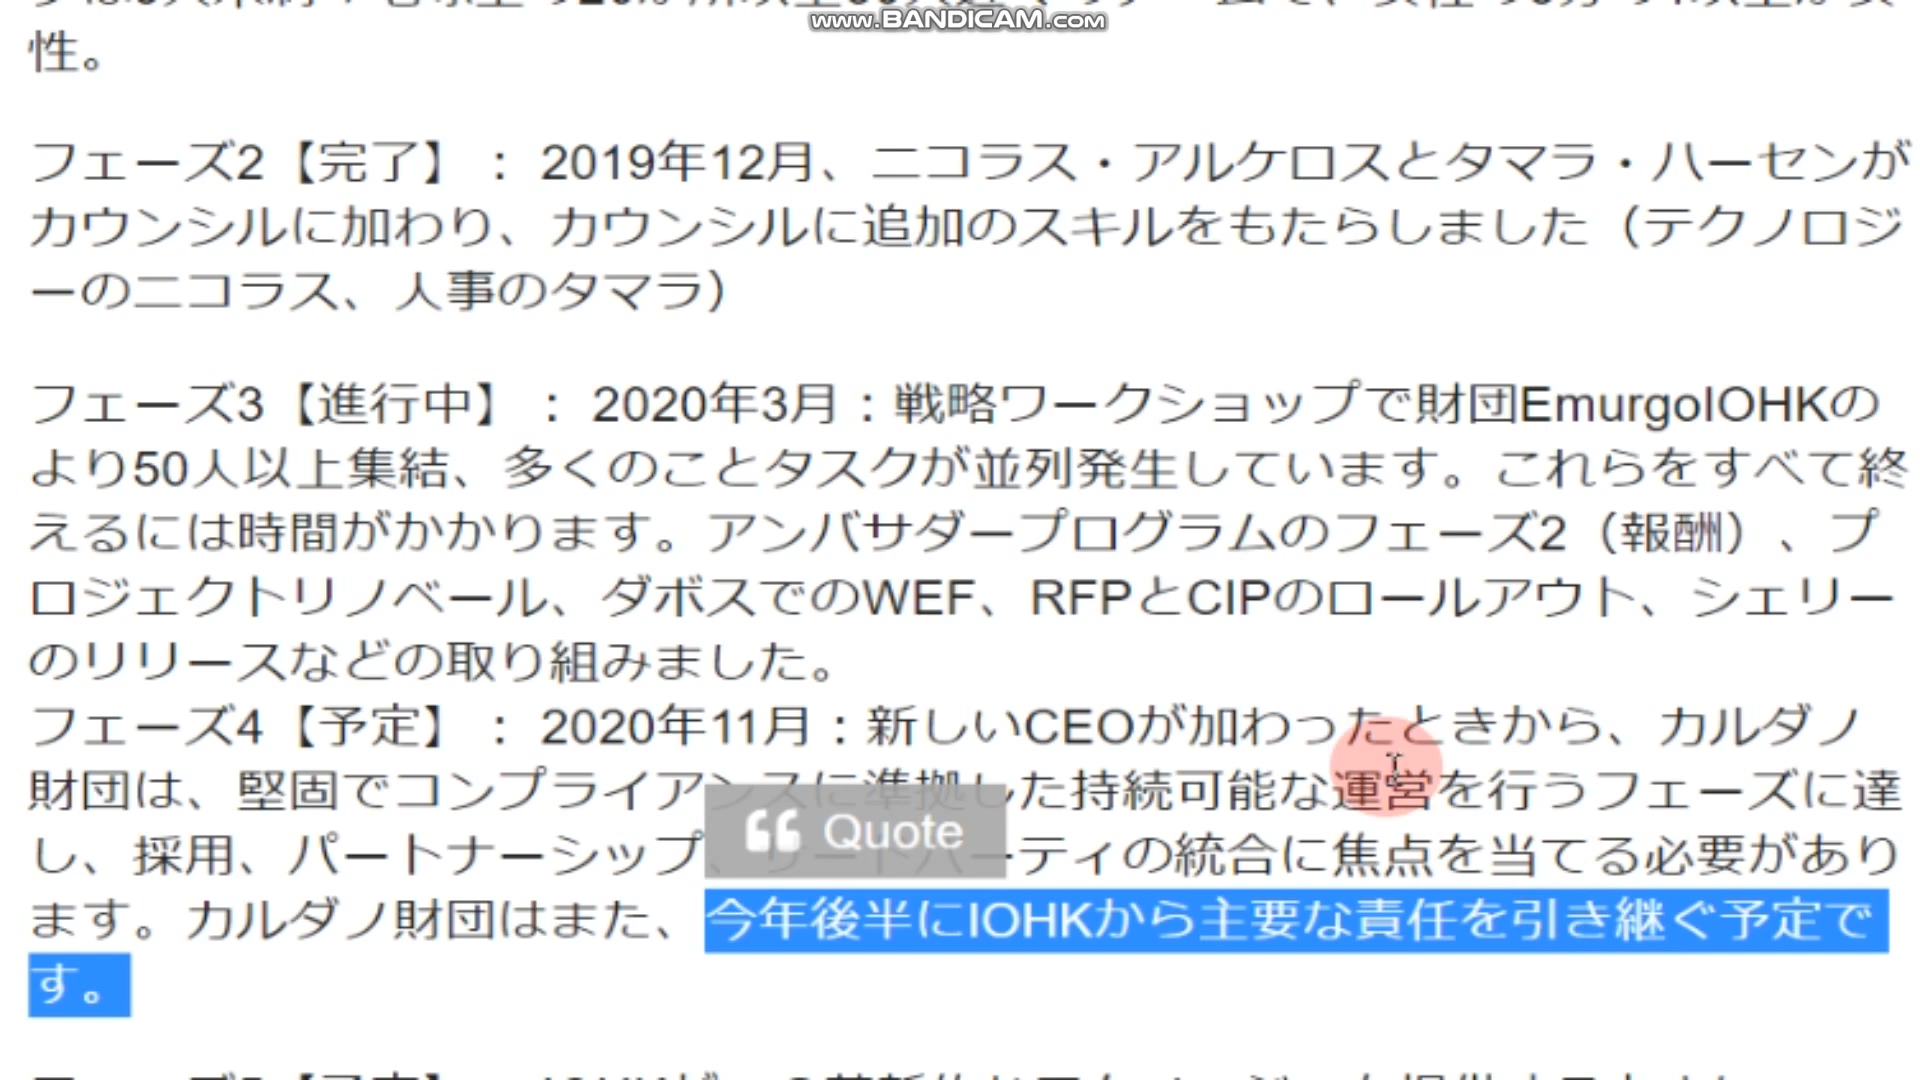 www.BANDICAM.com
性。
フェーズ2【完了】 ： 2019年12月、ニコラス・アルケロスとタマラ・ハーセンが
カウンシルに加わり、カウンシルに追加のスキルをもたらしました（テクノロジ
ーのニコラス、人事のタマラ）
フェーズ3【進行中】 ： 2020年3月：戦略ワークショップで財団EmurgoIOHKの
より50人以上集結、多くのことタスクが並列発生しています。これらをすべて終
えるには時間がかかります。アンバサダープログラムのフェーズ2（報酬）、プ
ロジェクトリノベール、ダボスでのWEF、RFPとCIPのロールアウト、シェリー
のリリースなどの取り組みました。
フェーズ4【予定】 ： 2020年11月：新しいCEOが加わったときから、カルダノ
財団は、堅固でコンプライアンスに準拠した持続可能な運営を行うフェーズに達
し、採用、パートナーシップ、サードパーティの統合に焦点を当てる必要があり
Quote
ます。カルダノ財団はまた、今年後半にIOHKから主要な責任を引き継ぐ予定で
す。